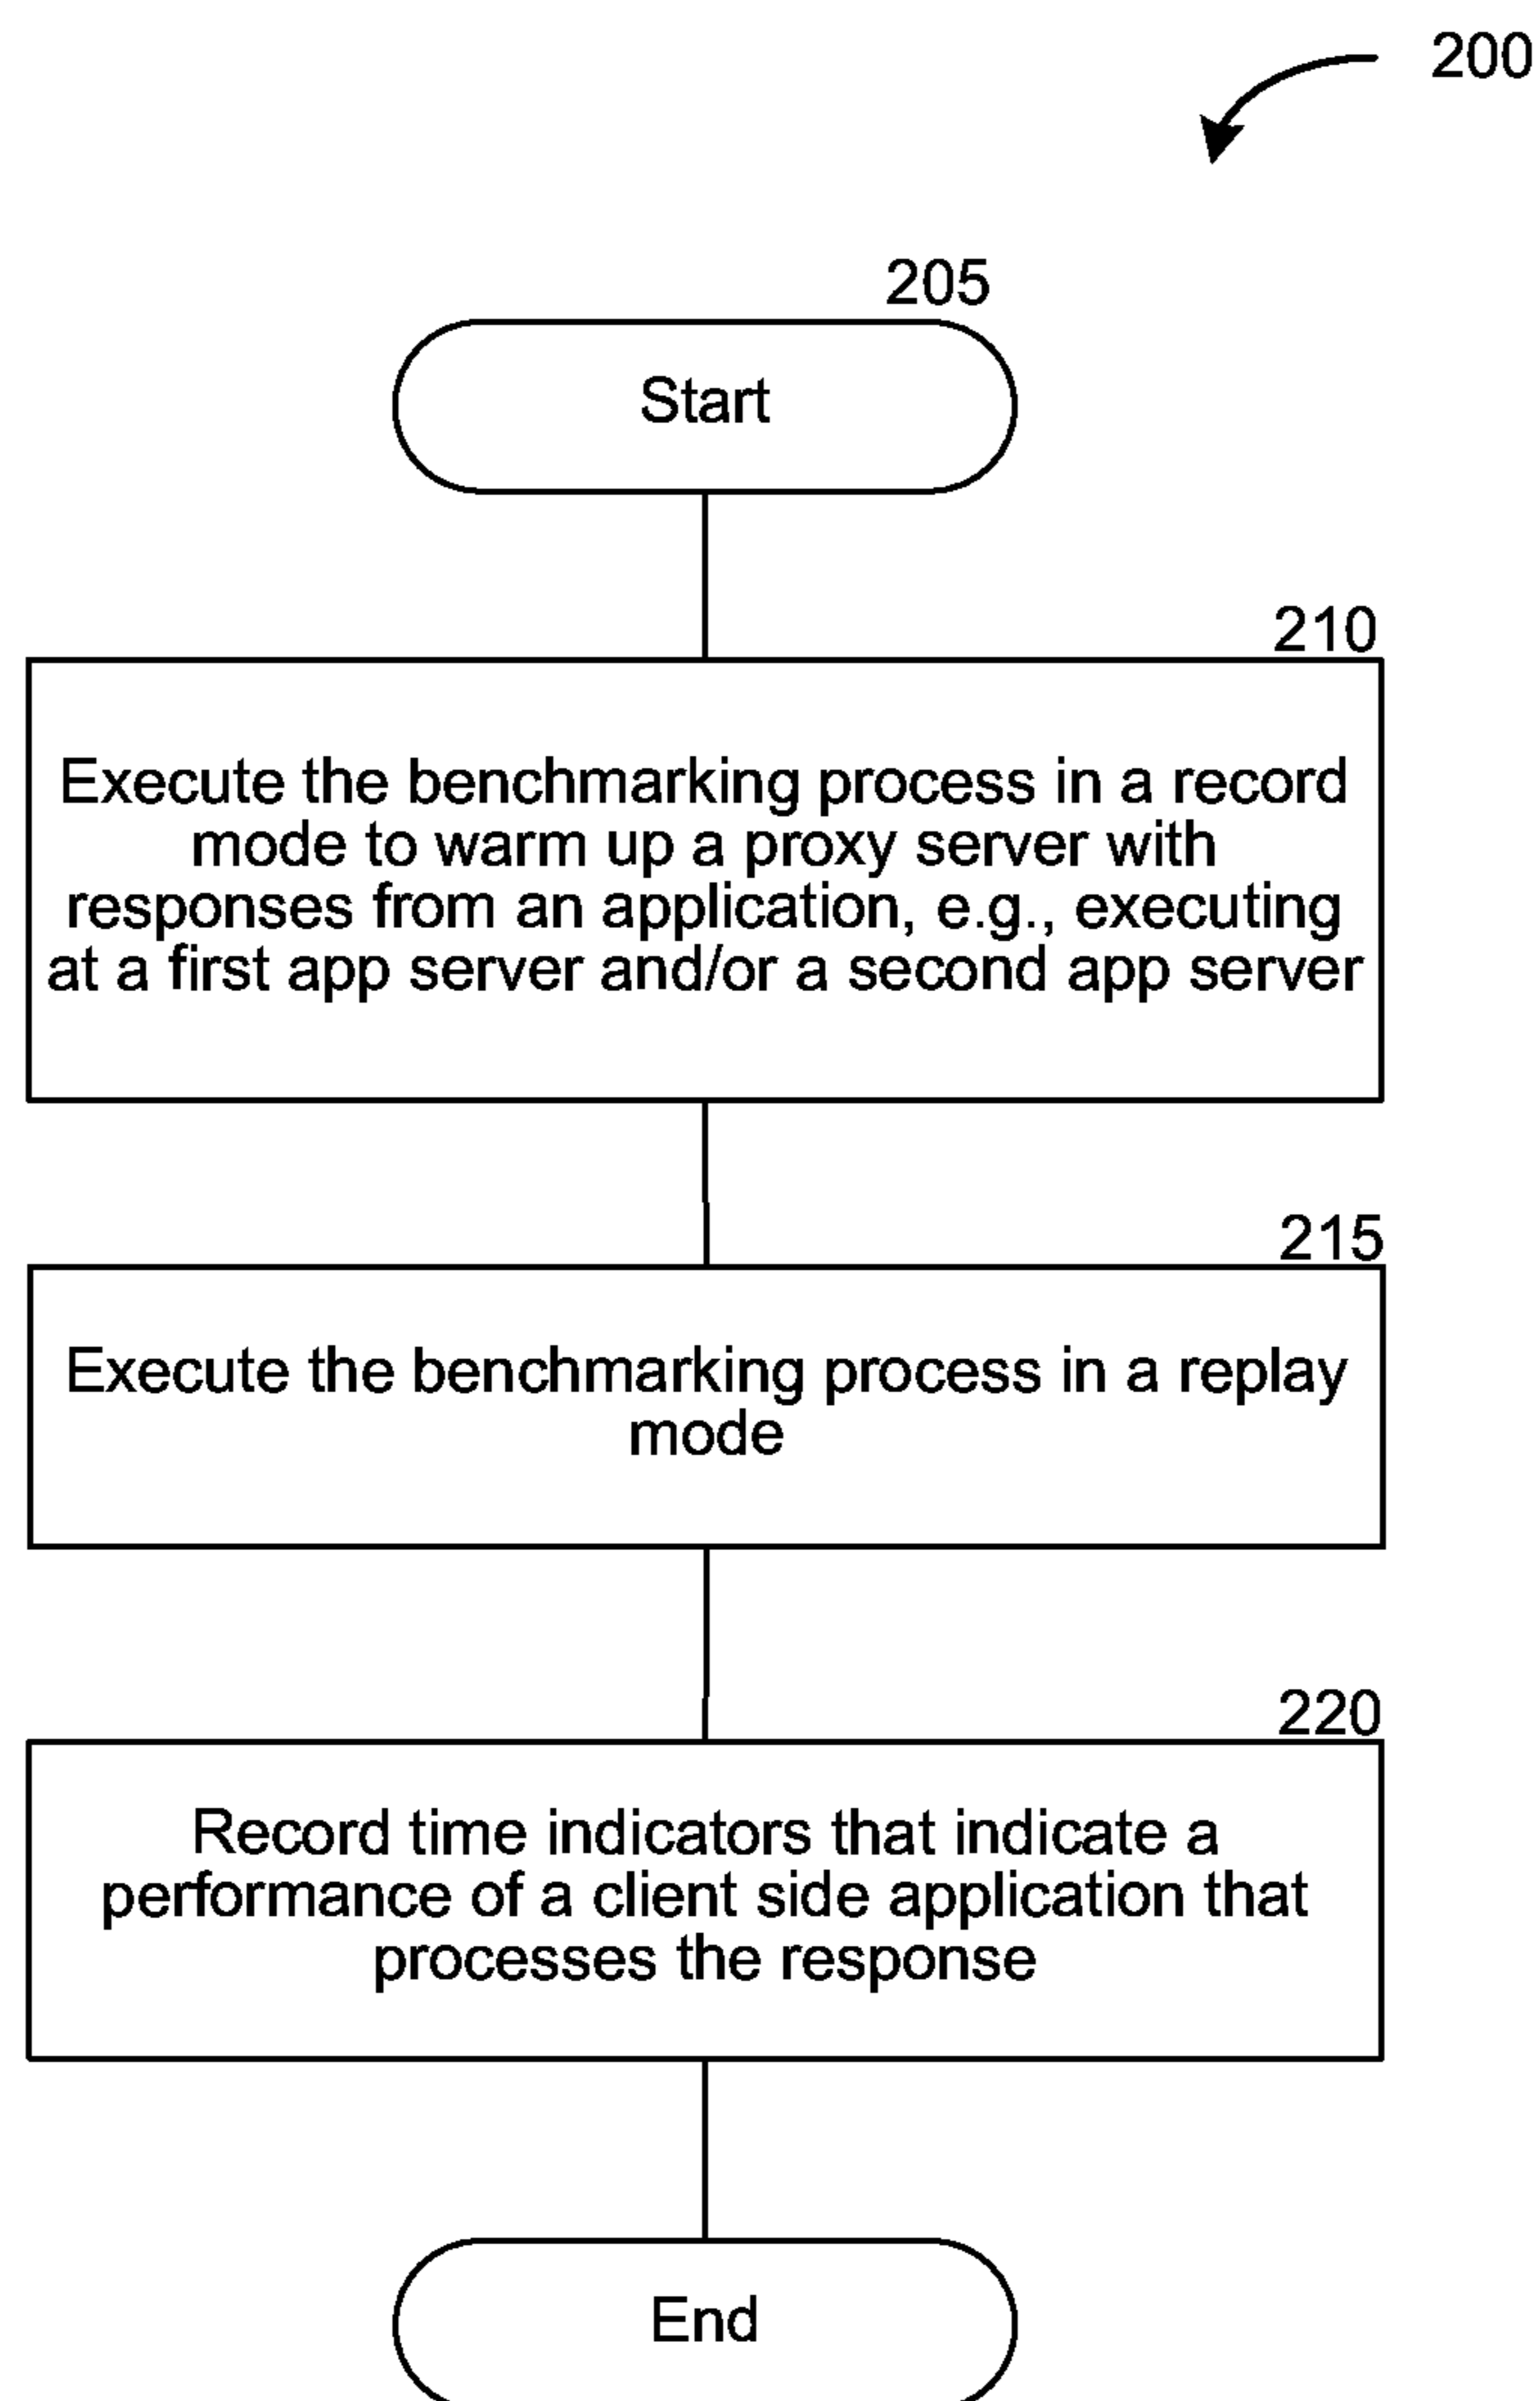 200
205
Start
210
Execute the benchmarking process in a record
mode to warm up a proxy server with
responses from an application, e.g., executing
at a first app server and/or a second app server
215
Execute the benchmarking process in a replay
mode
220
Record time indicators that indicate a
performance of a client side application that
processes the response
End